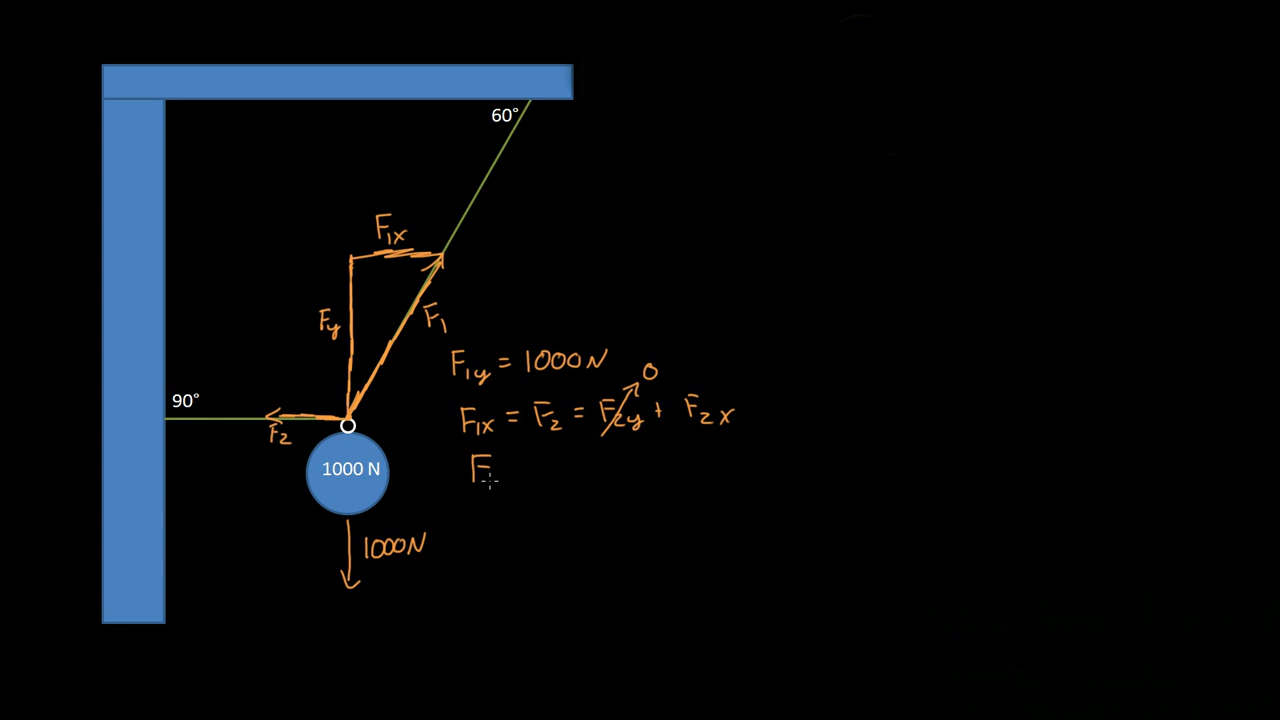 60°
F₁ₓ
Fy
F₁
F₁y = 1000N
0
90°
F₁ₓ = F₂ = F₂y + F₂ₓ
F₂
F
1000 N
1000N